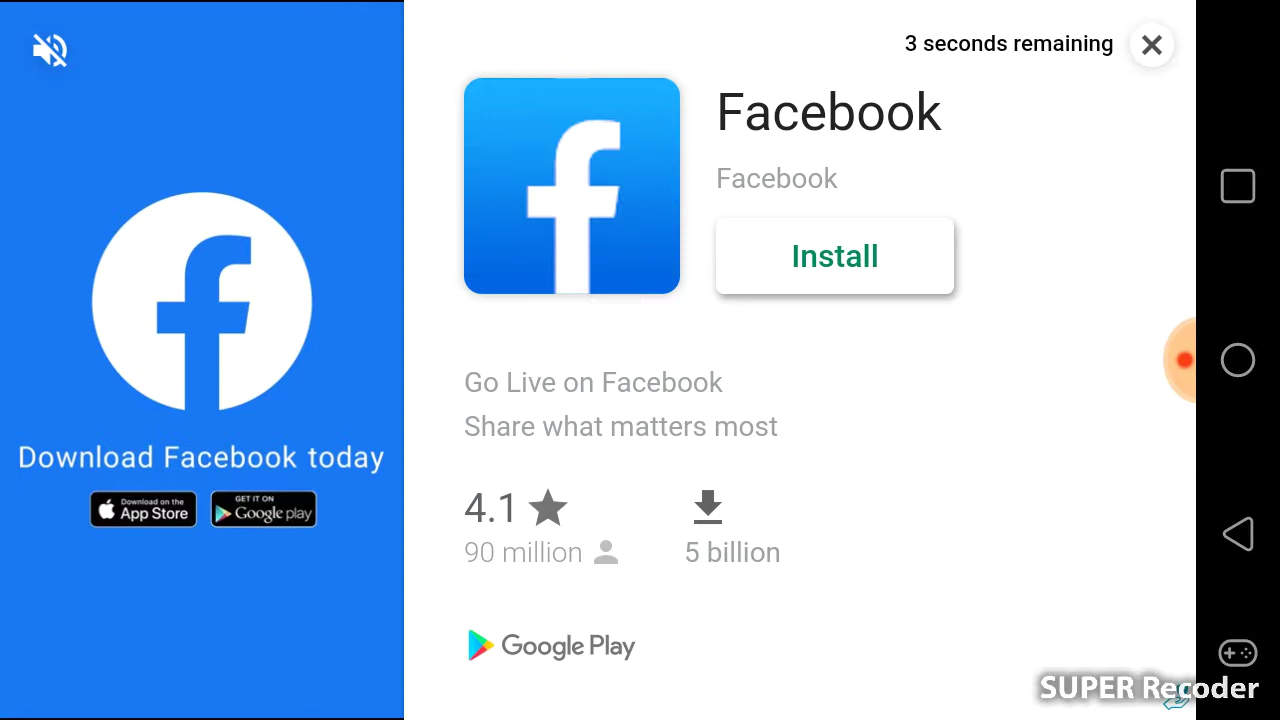 3 seconds remaining
Facebook
Facebook
Install
Go Live on Facebook
Share what matters most
4.1
90 million
5 billion
Google Play
Download Facebook today
Download on the
App Store
GET IT ON
Google play
SUPER Recoder